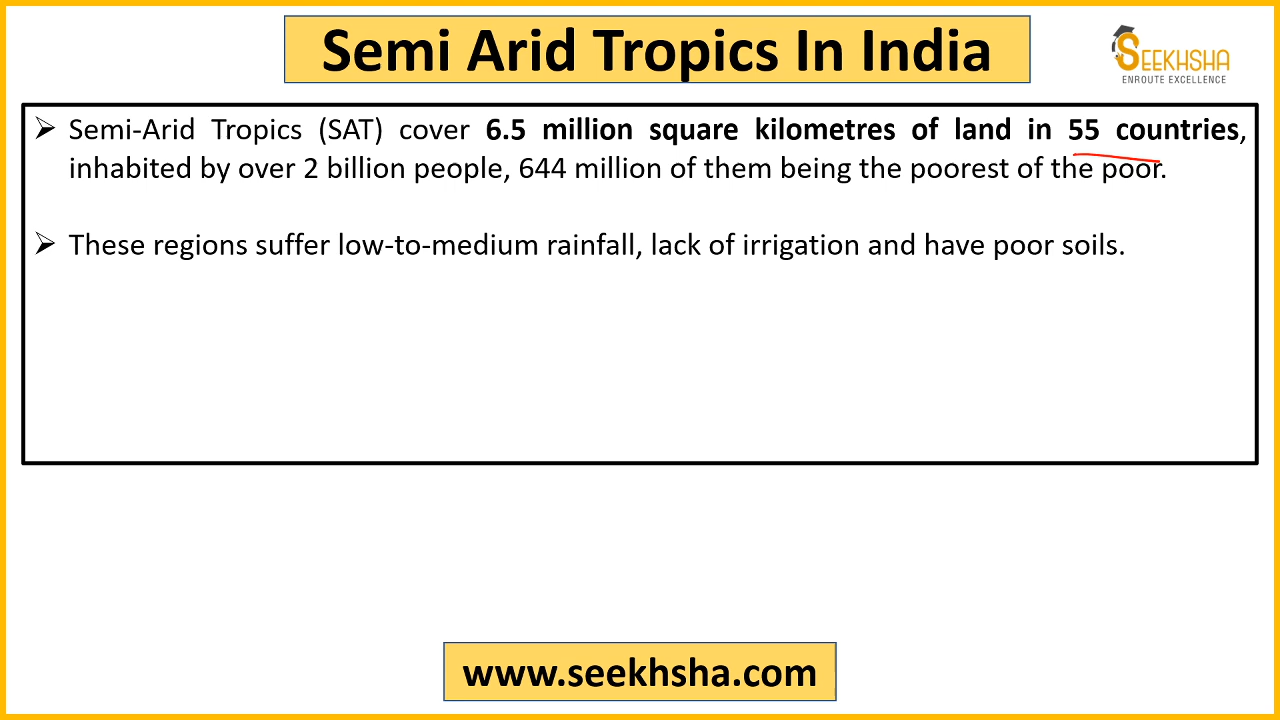 Semi Arid Tropics In India
SEEKHSHA
ENROUTE EXCELLENCE
➢ Semi-Arid Tropics (SAT) cover 6.5 million square kilometres of land in 55 countries,
inhabited by over 2 billion people, 644 million of them being the poorest of the poor.
➢ These regions suffer low-to-medium rainfall, lack of irrigation and have poor soils.
www.seekhsha.com